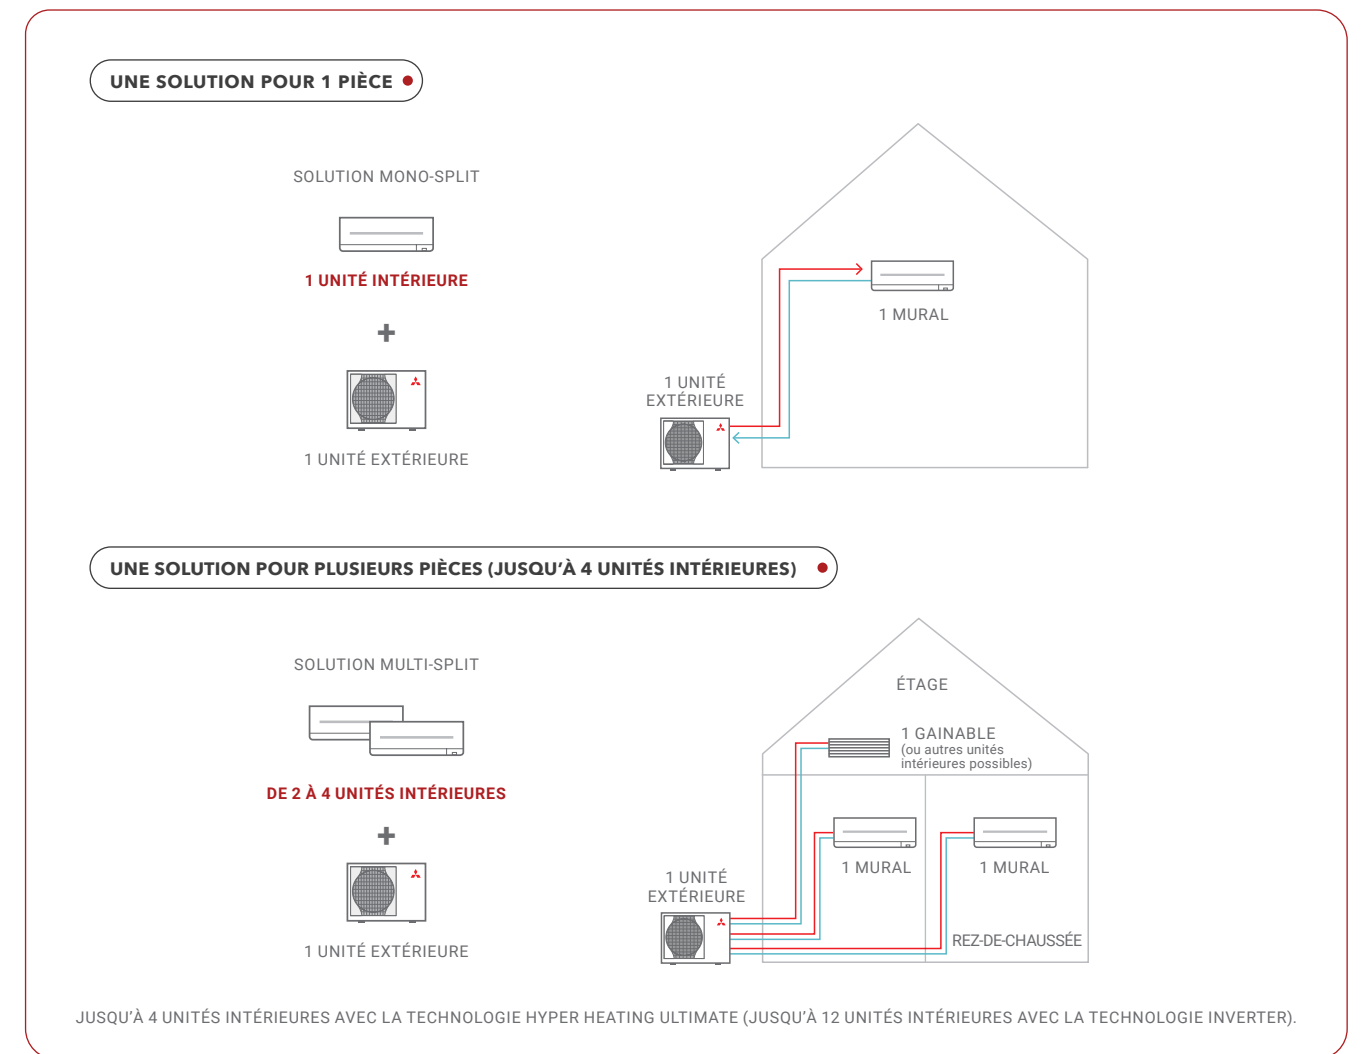 UNE SOLUTION POUR 1 PIÈCE
SOLUTION MONO-SPLIT
1 UNITÉ INTÉRIEURE
+
1 UNITÉ EXTÉRIEURE
1 MURAL
1 UNITÉ
EXTÉRIEURE
UNE SOLUTION POUR PLUSIEURS PIÈCES (JUSQU’À 4 UNITÉS INTÉRIEURES)
SOLUTION MULTI-SPLIT
DE 2 À 4 UNITÉS INTÉRIEURES
+
1 UNITÉ EXTÉRIEURE
ÉTAGE
1 GAINABLE
(ou autres unités
intérieures possibles)
1 MURAL
1 MURAL
1 UNITÉ
EXTÉRIEURE
REZ-DE-CHAUSSÉE
JUSQU’À 4 UNITÉS INTÉRIEURES AVEC LA TECHNOLOGIE HYPER HEATING ULTIMATE (JUSQU’À 12 UNITÉS INTÉRIEURES AVEC LA TECHNOLOGIE INVERTER).